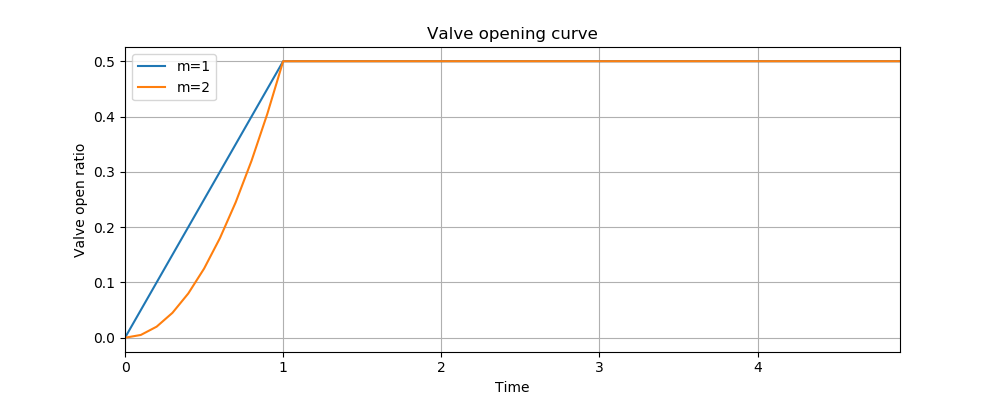 Valve opening curve
m=1
m=2
Valve open ratio
0.5
0.4
0.3
0.2
0.1
0.0
0 1 2 3 4
Time